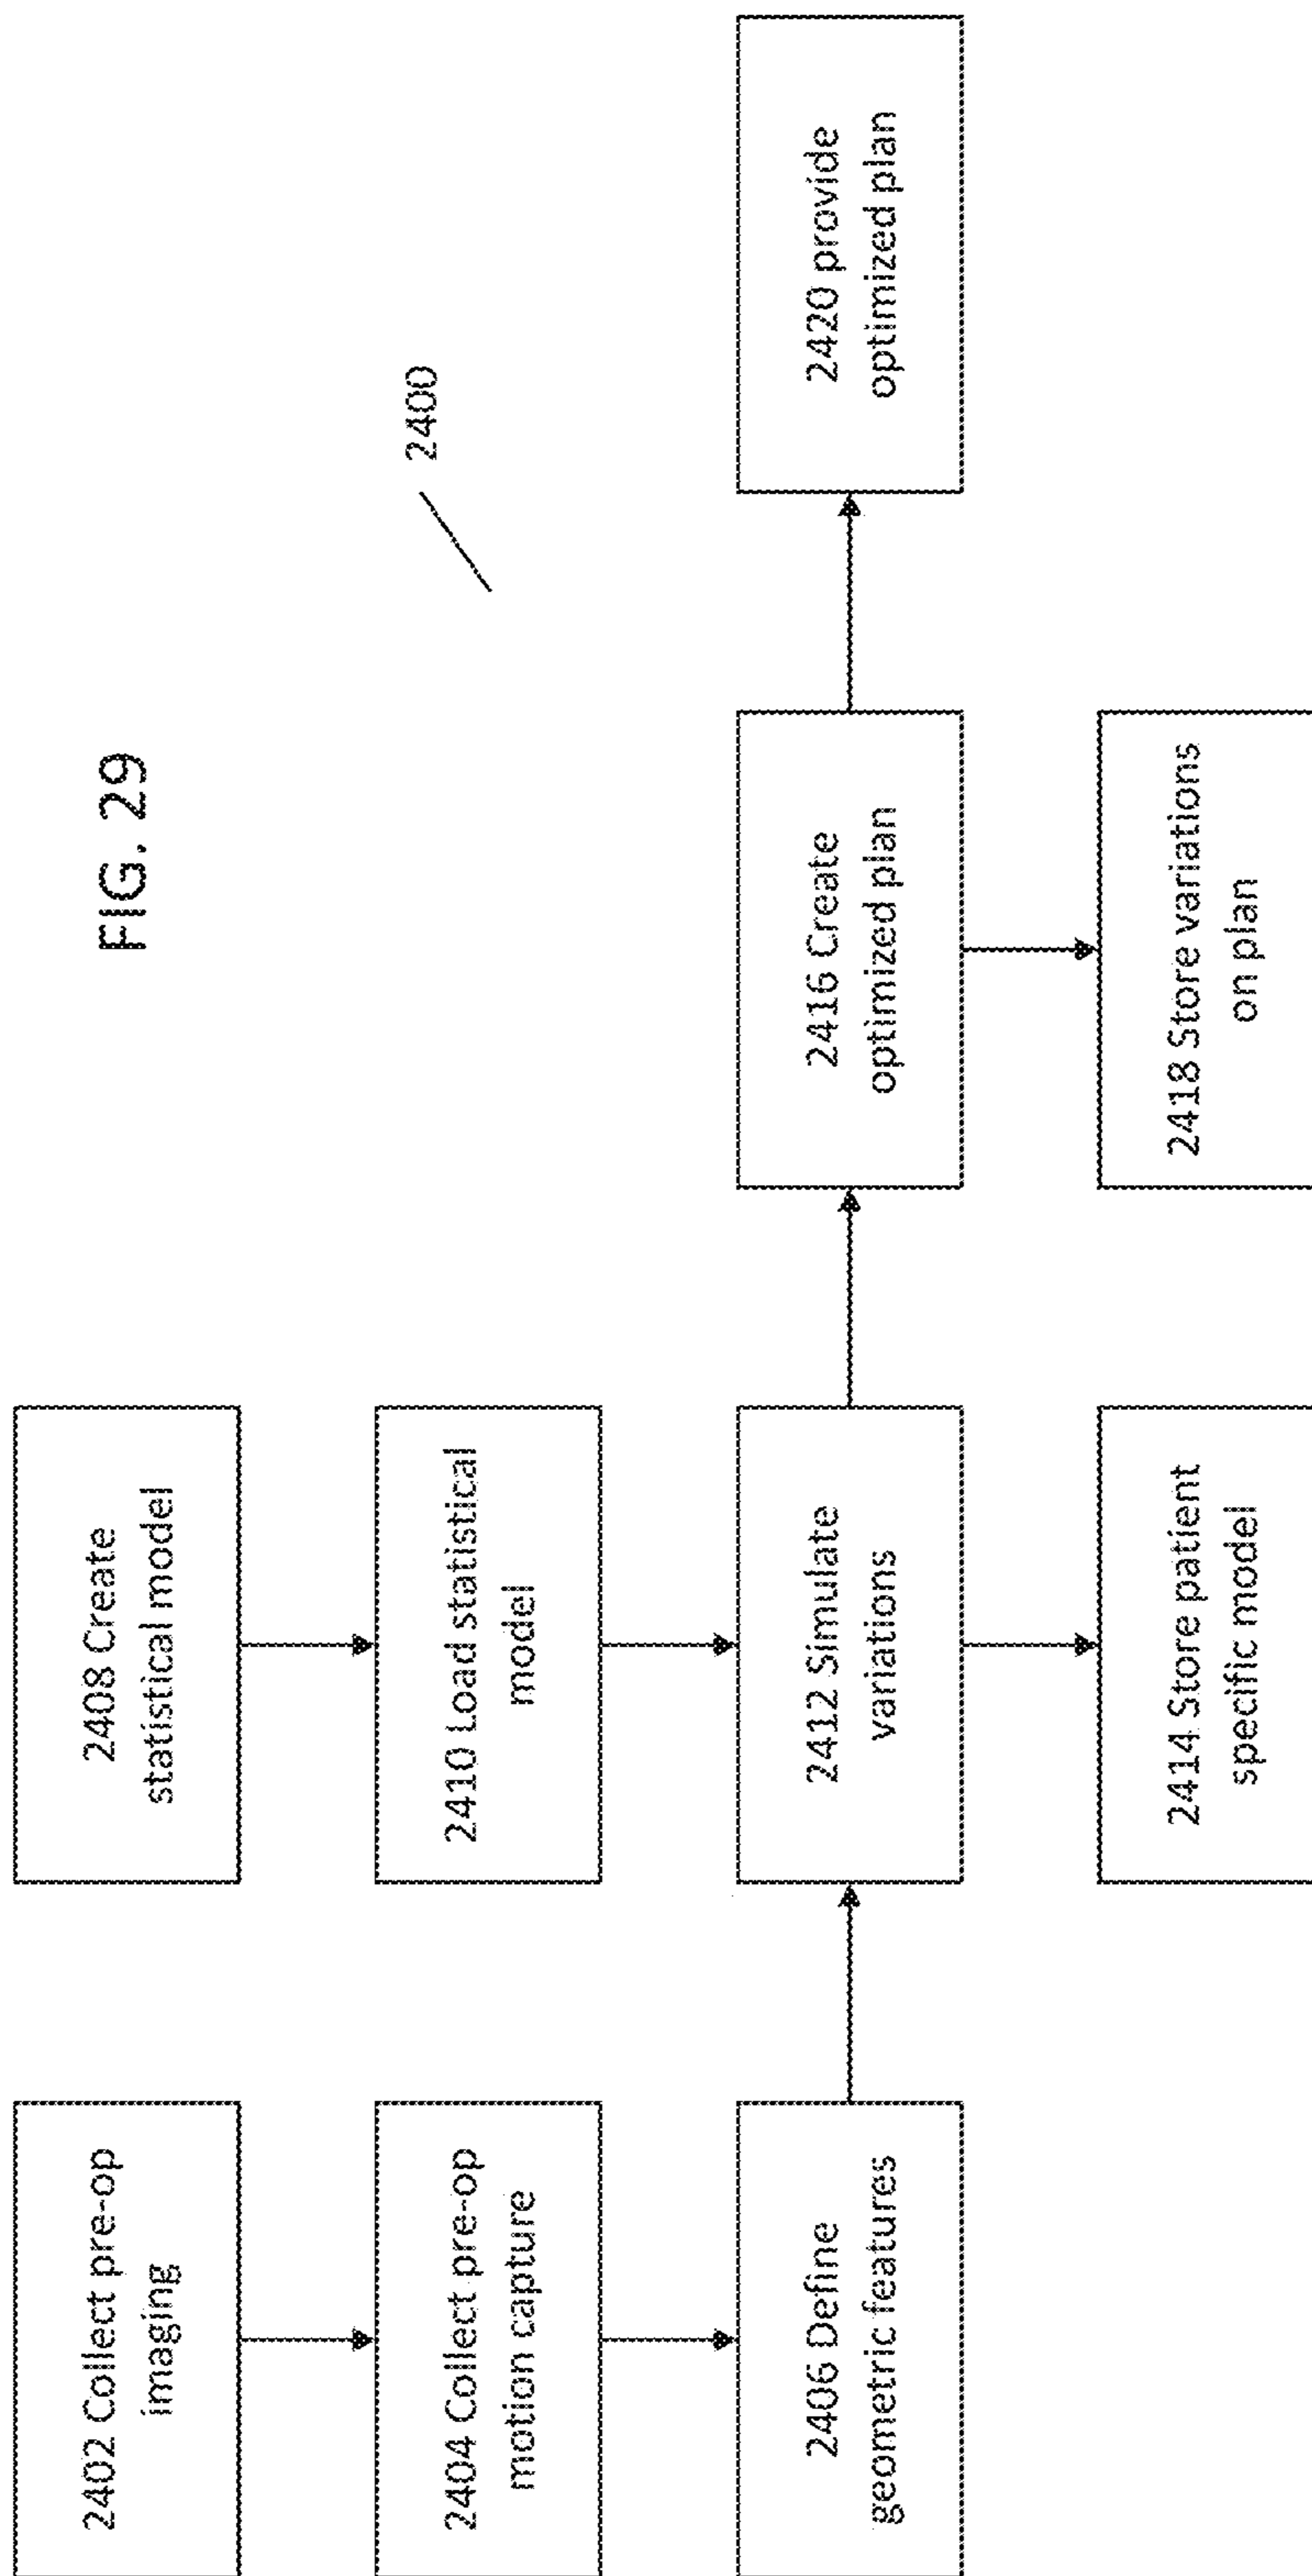 FIG. 29
2400
2402 Collect pre-op
imaging
2404 Collect pre-op
motion capture
2406 Define
geometric features
2408 Create
statistical model
2410 Load statistical
model
2412 Simulate
variations
2414 Store patient
specific model
2416 Create
optimized plan
2418 Store variations
on plan
2420 provide
optimized plan